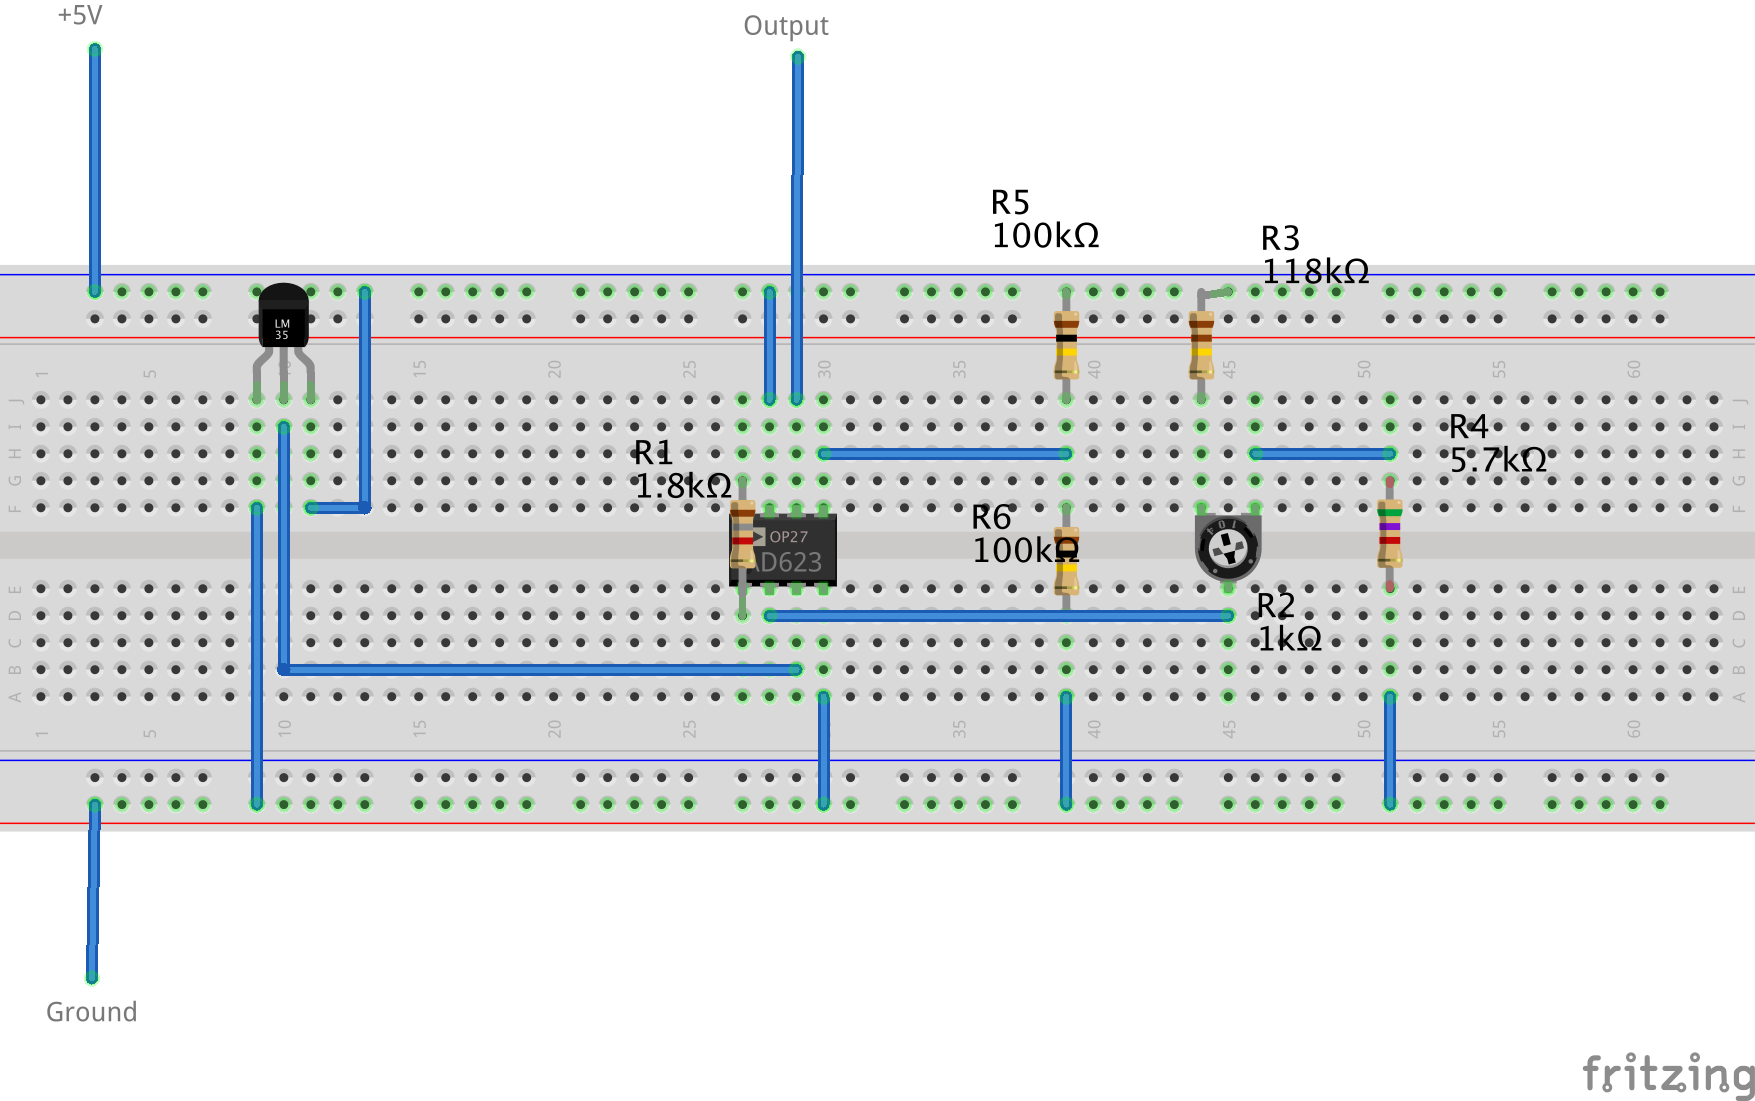 +5V
Output
R5
100kΩ
R3
118kΩ
LM
35
1 5 10 15 20 25 30 35 40 45 50 55 60
J J
I I
H H
G G
F F
R4
5.7kΩ
R1
1.8kΩ
R6
100kΩ
OP27
AD623
104
E E
D D
C C
B B
A A
R2
1kΩ
1 5 10 15 20 25 35 40 45 50 55 60
Ground
fritzing